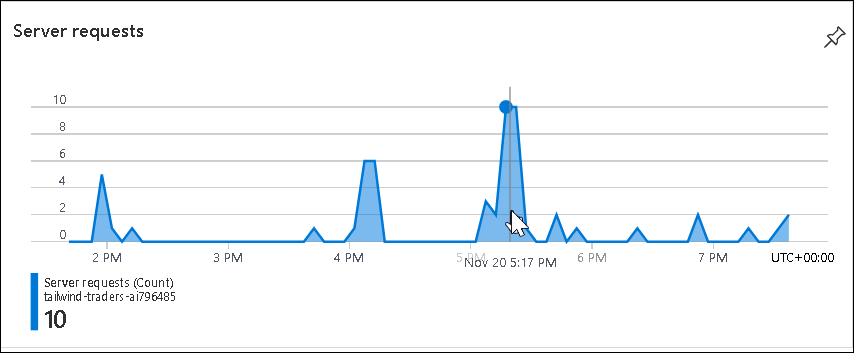 Server requests
10
8
6
4
2
0
2 PM
3 PM
4 PM
5 PM
6 PM
7 PM
UTC+00:00
Nov 20 5:17 PM
Server requests (Count)
tailwind-traders-ai796485
10